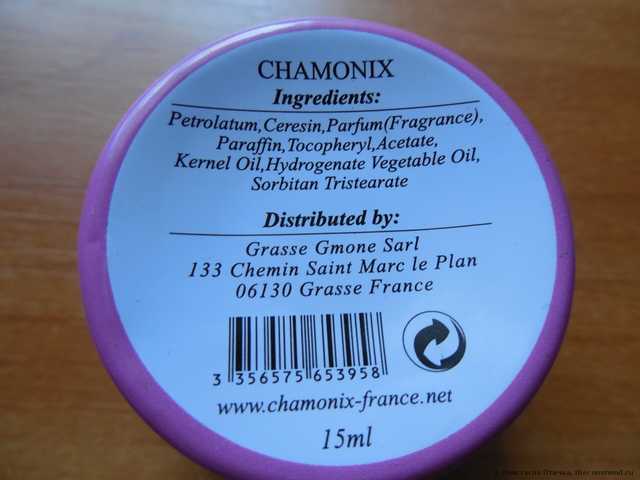 CHAMONIX
Ingredients:
Petrolatum,Ceresin,Parfum(Fragrance),
Paraffin,Tocopheryl,Acetate,
Kernel Oil,Hydrogenate Vegetable Oil,
Sorbitan Tristearate
Distributed by:
Grasse Gmone Sarl
133 Chemin Saint Marc le Plan
06130 Grasse France
3 356575 653958
www.chamonix-france.net
15ml